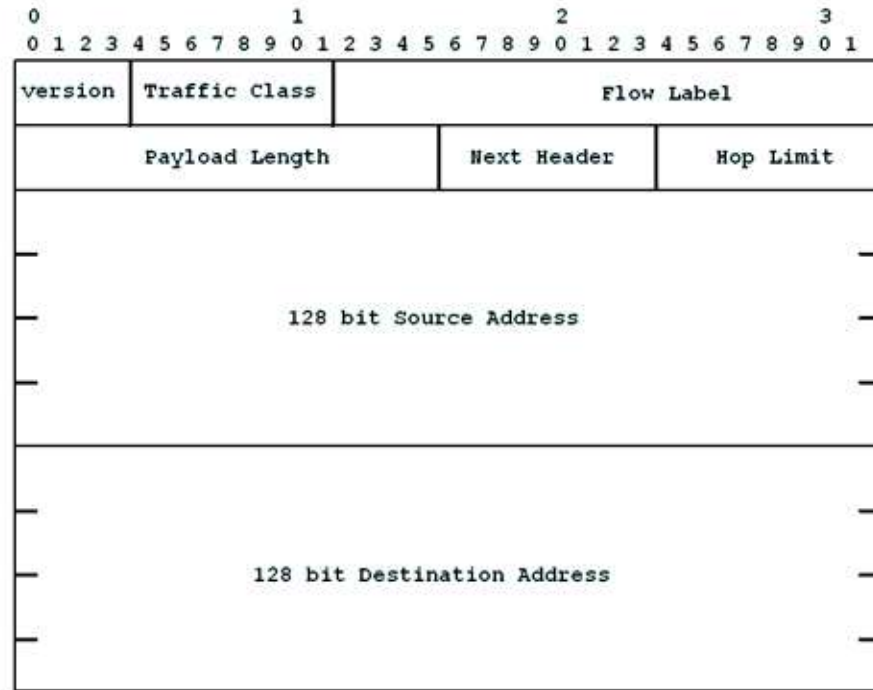 0 1 2 3
0 1 2 3 4 5 6 7 8 9 0 1 2 3 4 5 6 7 8 9 0 1 2 3 4 5 6 7 8 9 0 1
version Traffic Class Flow Label
Payload Length Next Header Hop Limit
128 bit Source Address
128 bit Destination Address